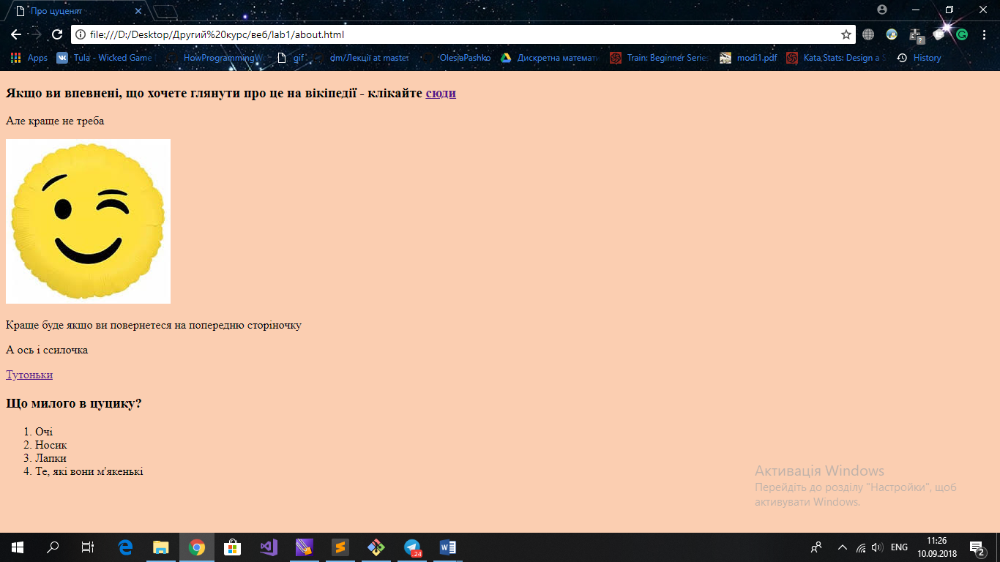 Про цуценят
file:///D:/Desktop/Другий%20курс/веб/lab1/about.html
Apps
Tula - Wicked Game
HowProgrammingW
gif
dm/Лекції at master
OlesiaPashko
Дискретна математ
Train: Beginner Series
modi1.pdf
Kata Stats: Design a S
History
Якщо ви впевнені, що хочете глянути про це на вікіпедії - клікайте сюди
Але краще не треба
Краще буде якщо ви повернетеся на попередню сторіночку
А ось і ссилочка
Тутоньки
Що милого в цуцику?
1. Очі
2. Носик
3. Лапки
4. Те, які вони м'якенькі
Активація Windows
Перейдіть до розділу "Настройки", щоб
активувати Windows.
24
ENG
11:26
10.09.2018
2